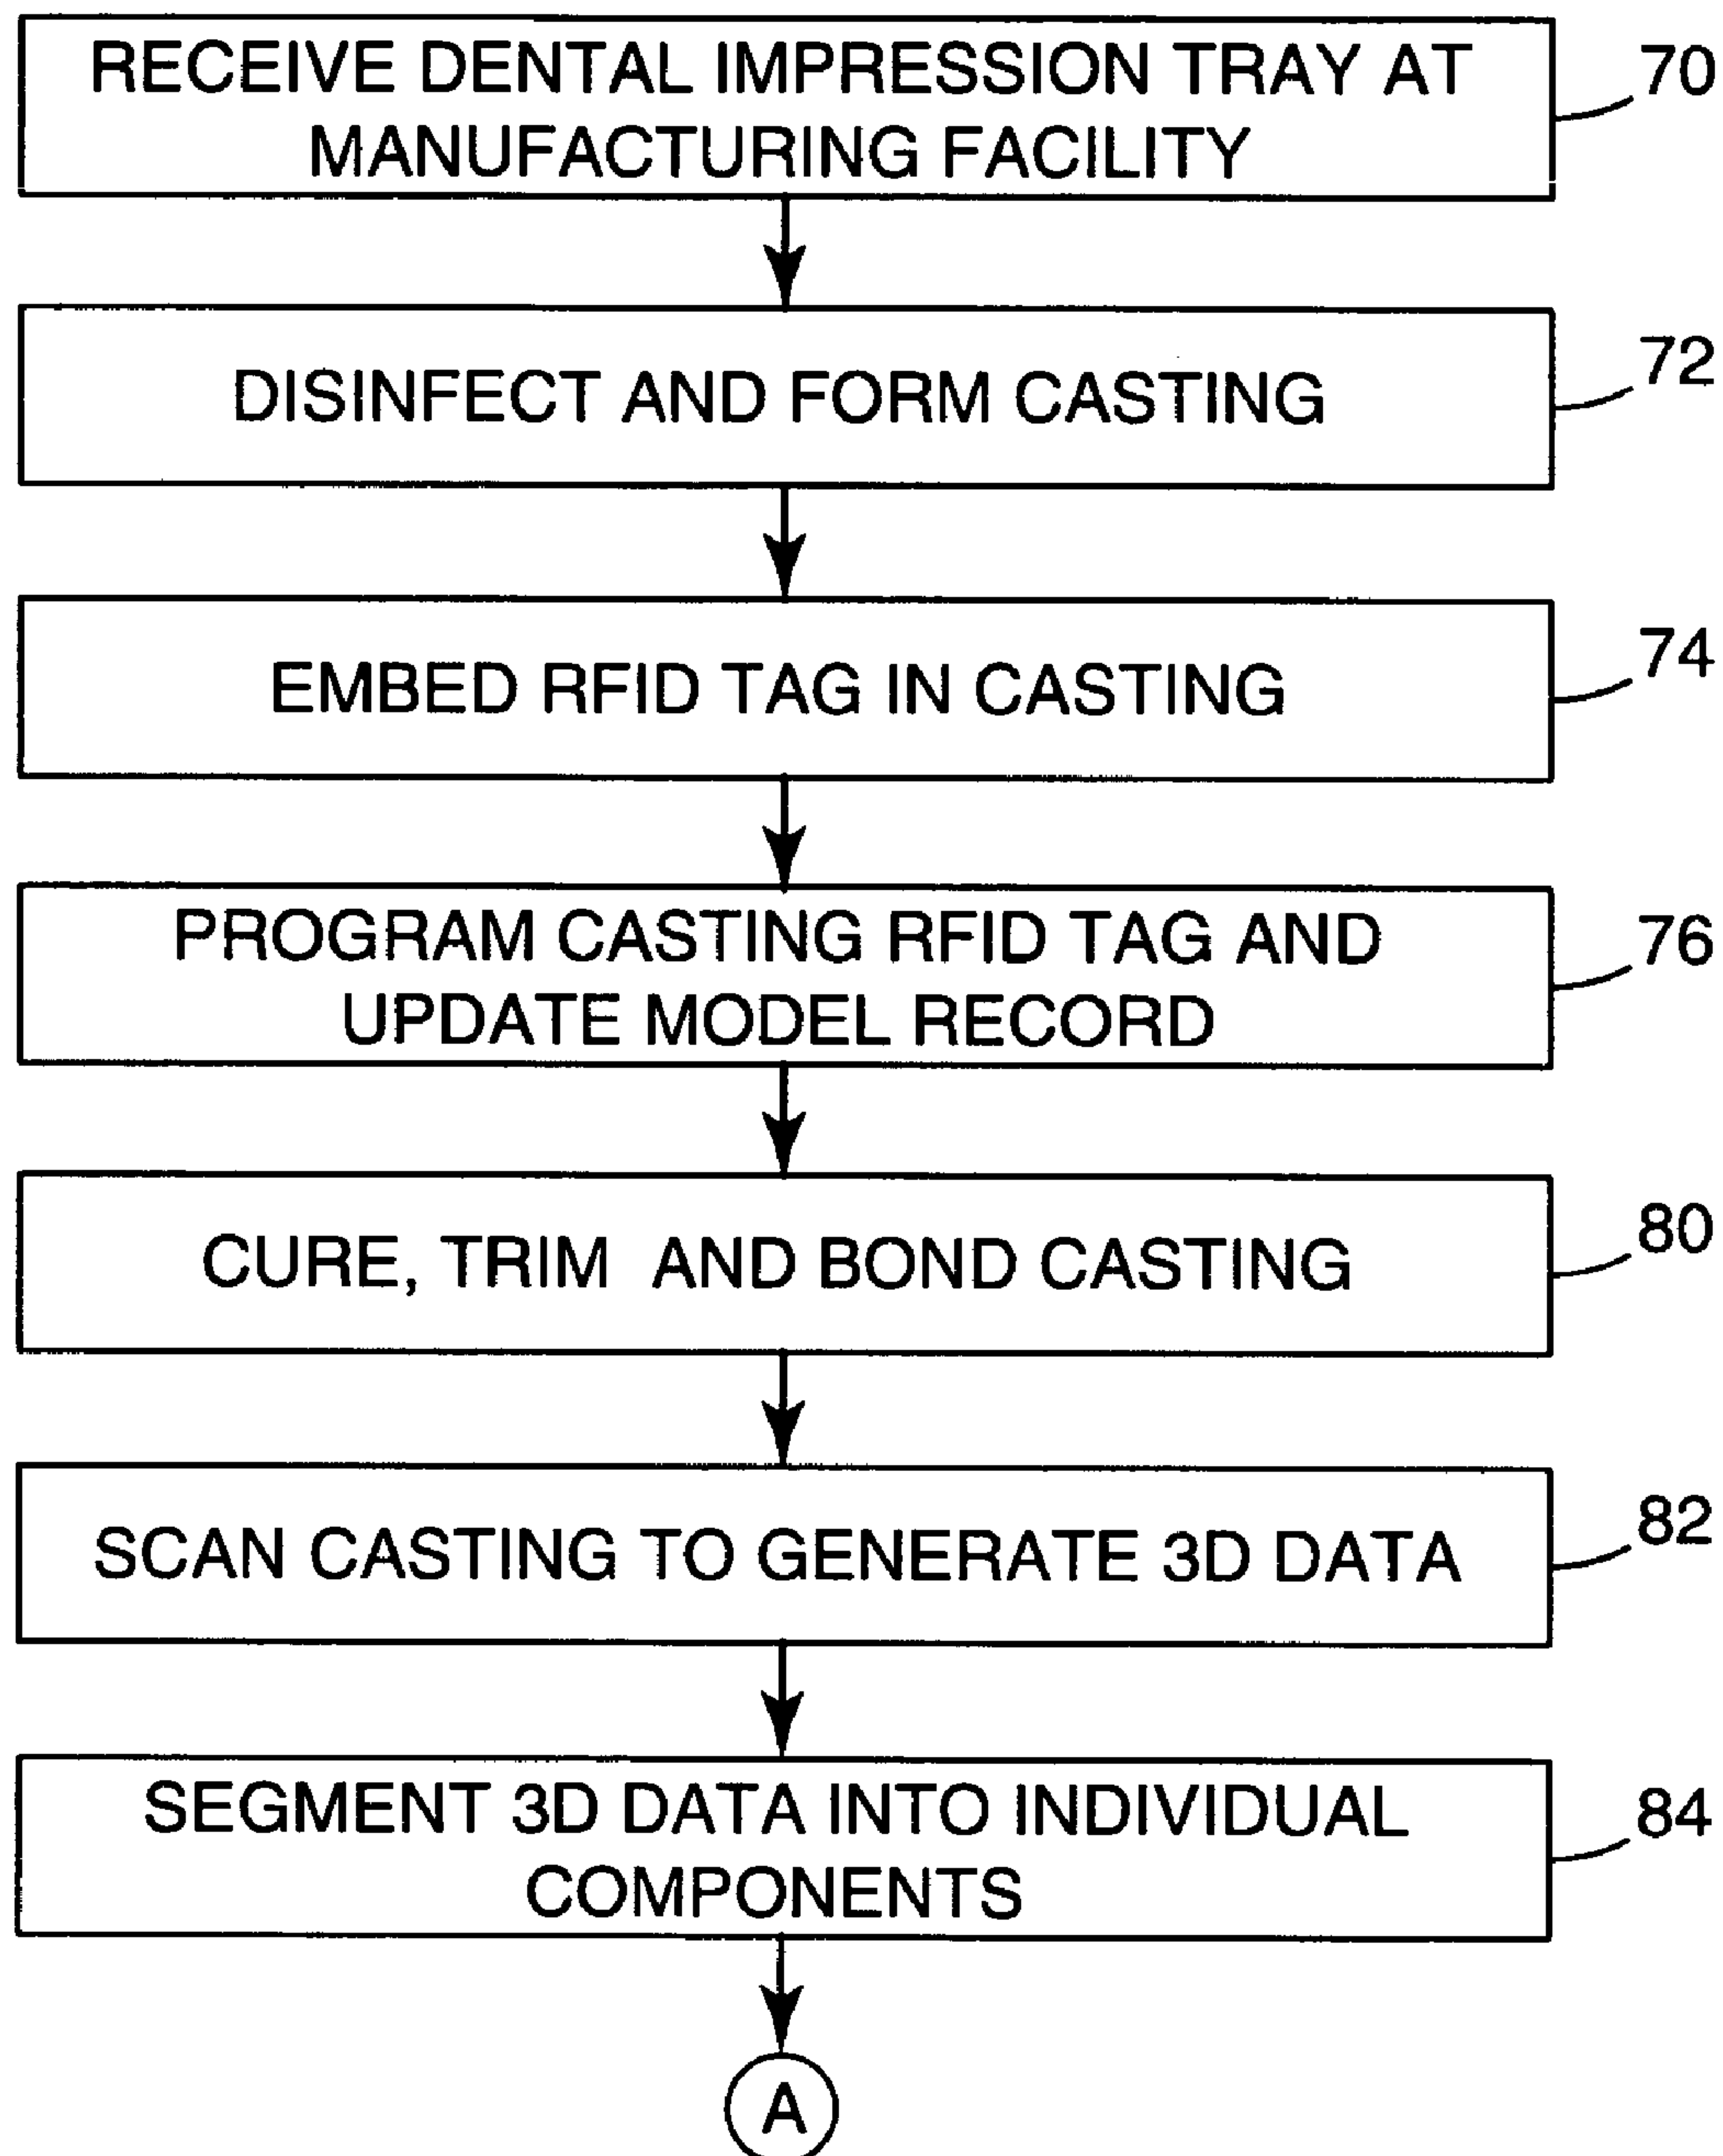 RECEIVE DENTAL IMPRESSION TRAY AT
MANUFACTURING FACILITY
70
DISINFECT AND FORM CASTING
72
EMBED RFID TAG IN CASTING
74
PROGRAM CASTING RFID TAG AND
UPDATE MODEL RECORD
76
CURE, TRIM AND BOND CASTING
80
SCAN CASTING TO GENERATE 3D DATA
82
SEGMENT 3D DATA INTO INDIVIDUAL
COMPONENTS
84
A